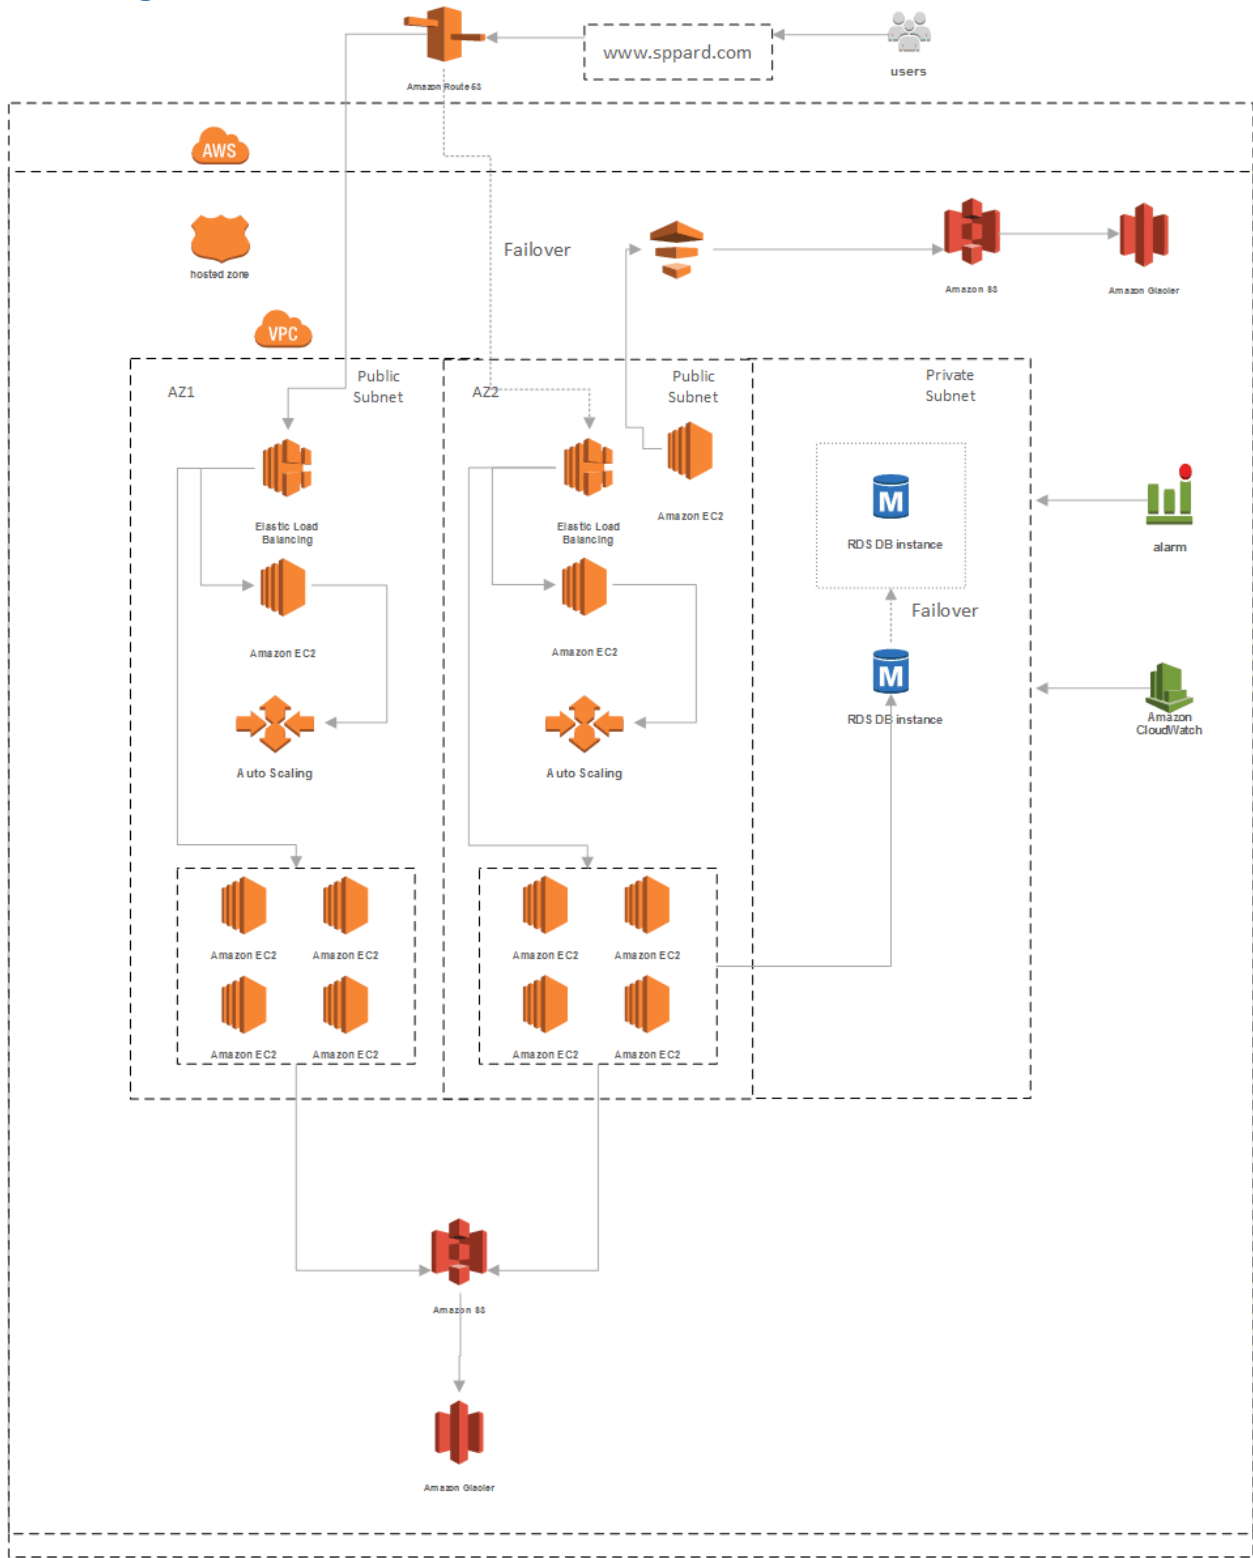 www.sppard.com
users
Amazon Route 53
AWS
hosted zone
Failover
Amazon S3
Amazon Glacier
VPC
AZ1
Public
Subnet
AZ2
Public
Subnet
Private
Subnet
Elastic Load
Balancing
Elastic Load
Balancing
Amazon EC2
M
RDS DB instance
alarm
Failover
Amazon EC2
Amazon EC2
M
RDS DB instance
Amazon
CloudWatch
Auto Scaling
Auto Scaling
Amazon EC2
Amazon EC2
Amazon EC2
Amazon EC2
Amazon EC2
Amazon EC2
Amazon EC2
Amazon EC2
Amazon S3
Amazon Glacier